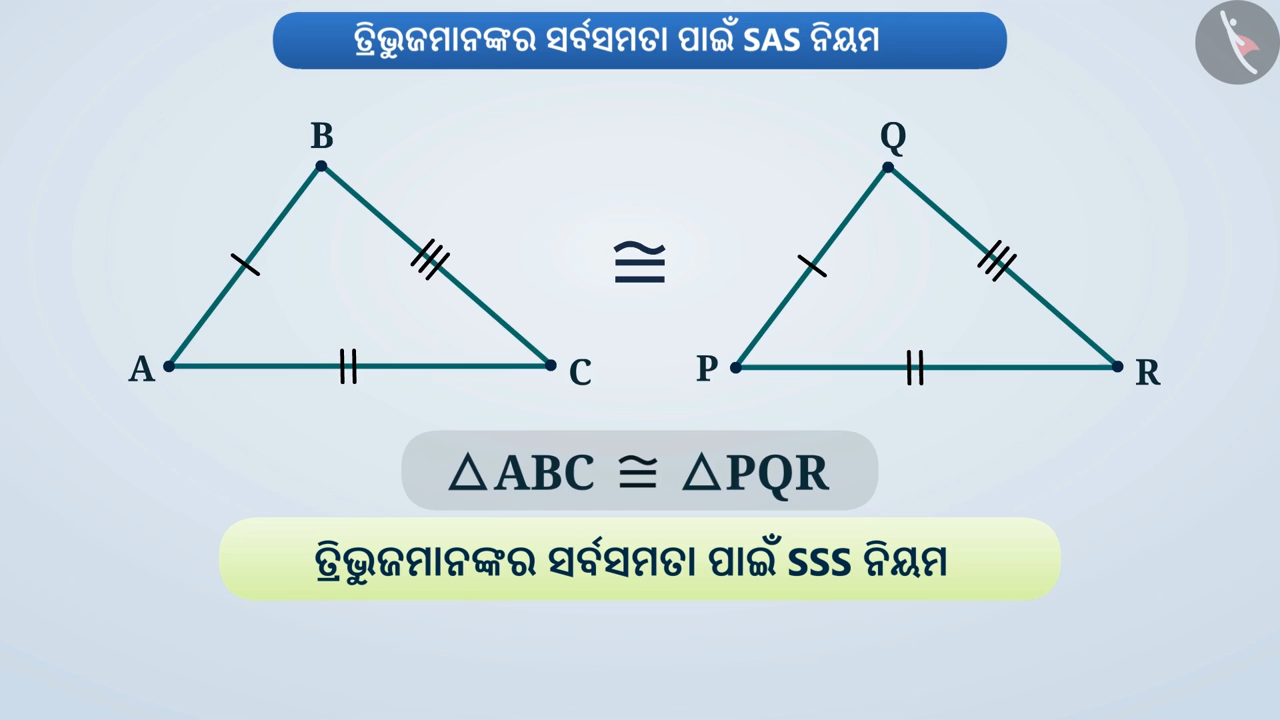 ତ୍ରିଭୁଜମାନଙ୍କର ସର୍ବସମତା ପାଇଁ SAS ନିୟମ
B
Q
≅
A
C
P
R
△ABC ≅ △PQR
ତ୍ରିଭୁଜମାନଙ୍କର ସର୍ବସମତା ପାଇଁ SSS ନିୟମ